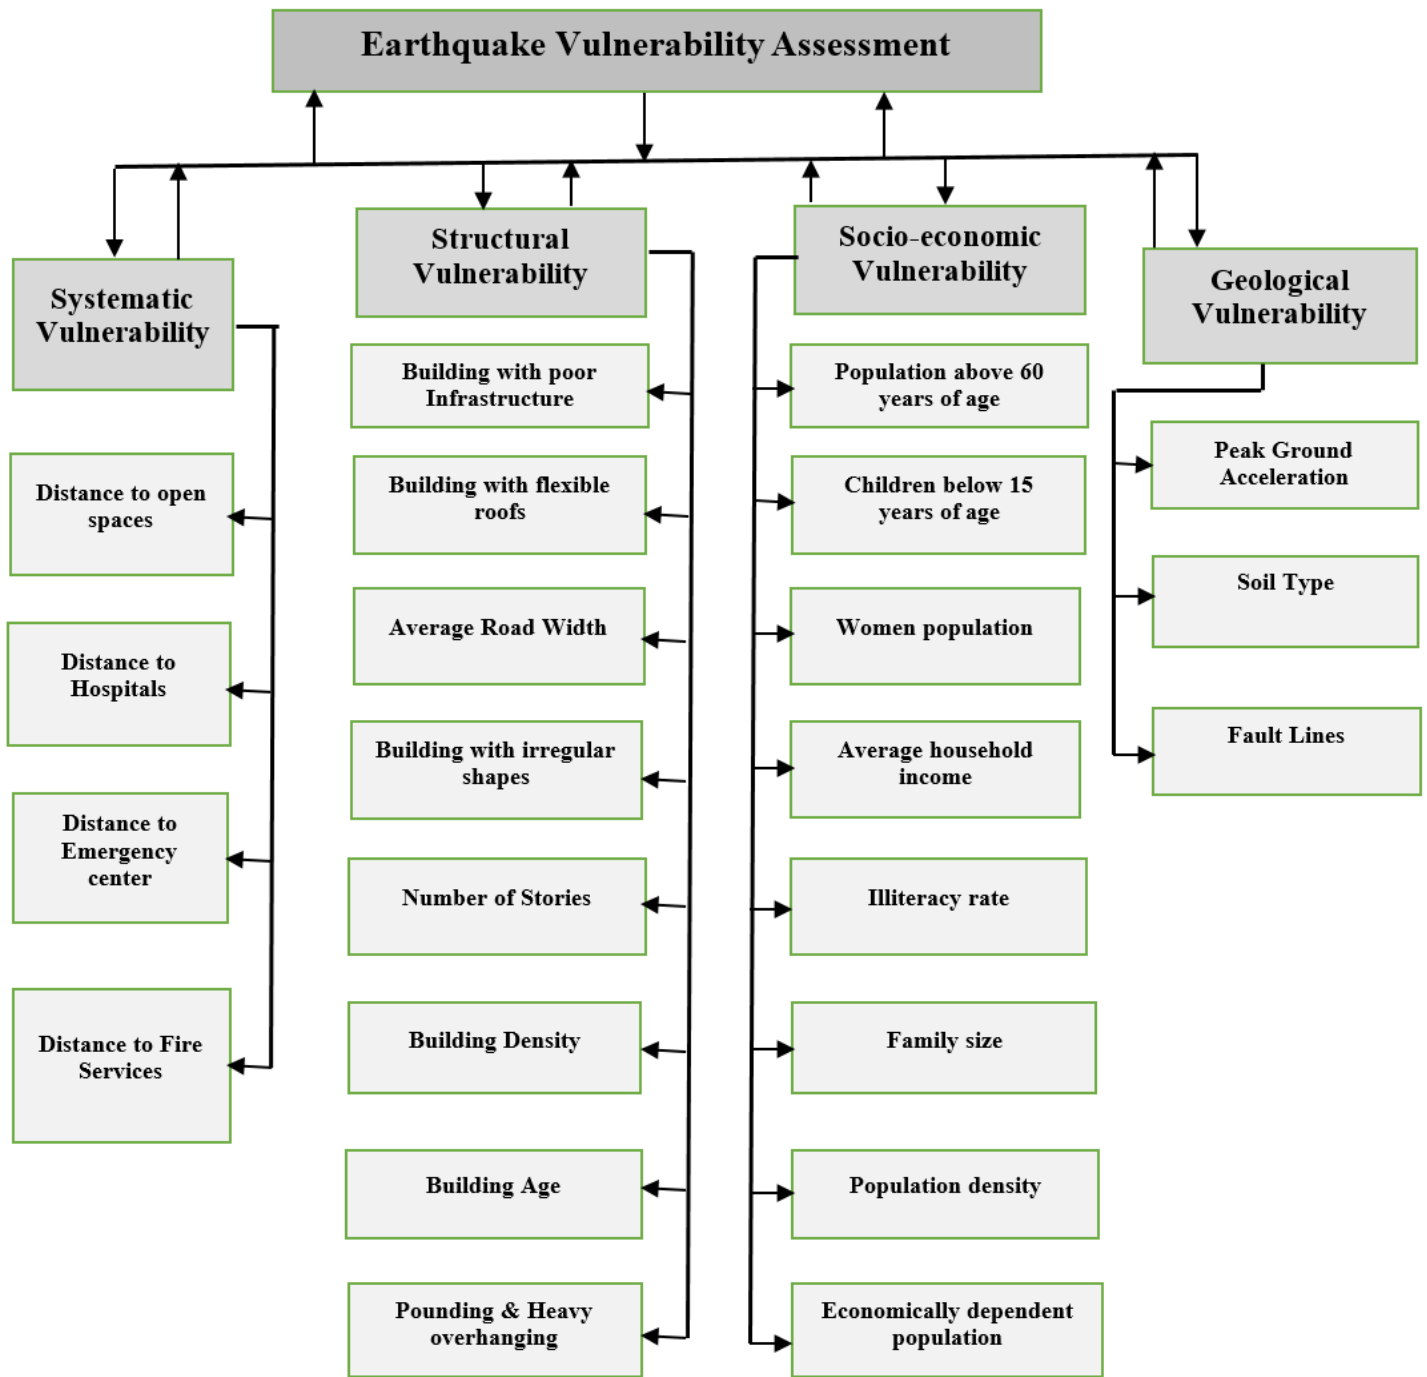 Earthquake Vulnerability Assessment
Systematic
Vulnerability
Distance to open
spaces
Distance to
Hospitals
Distance to
Emergency
center
Distance to Fire
Services
Structural
Vulnerability
Building with poor
Infrastructure
Building with flexible
roofs
Average Road Width
Building with irregular
shapes
Number of Stories
Building Density
Building Age
Pounding & Heavy
overhanging
Socio-economic
Vulnerability
Population above 60
years of age
Children below 15
years of age
Women population
Average household
income
Illiteracy rate
Family size
Population density
Economically dependent
population
Geological
Vulnerability
Peak Ground
Acceleration
Soil Type
Fault Lines